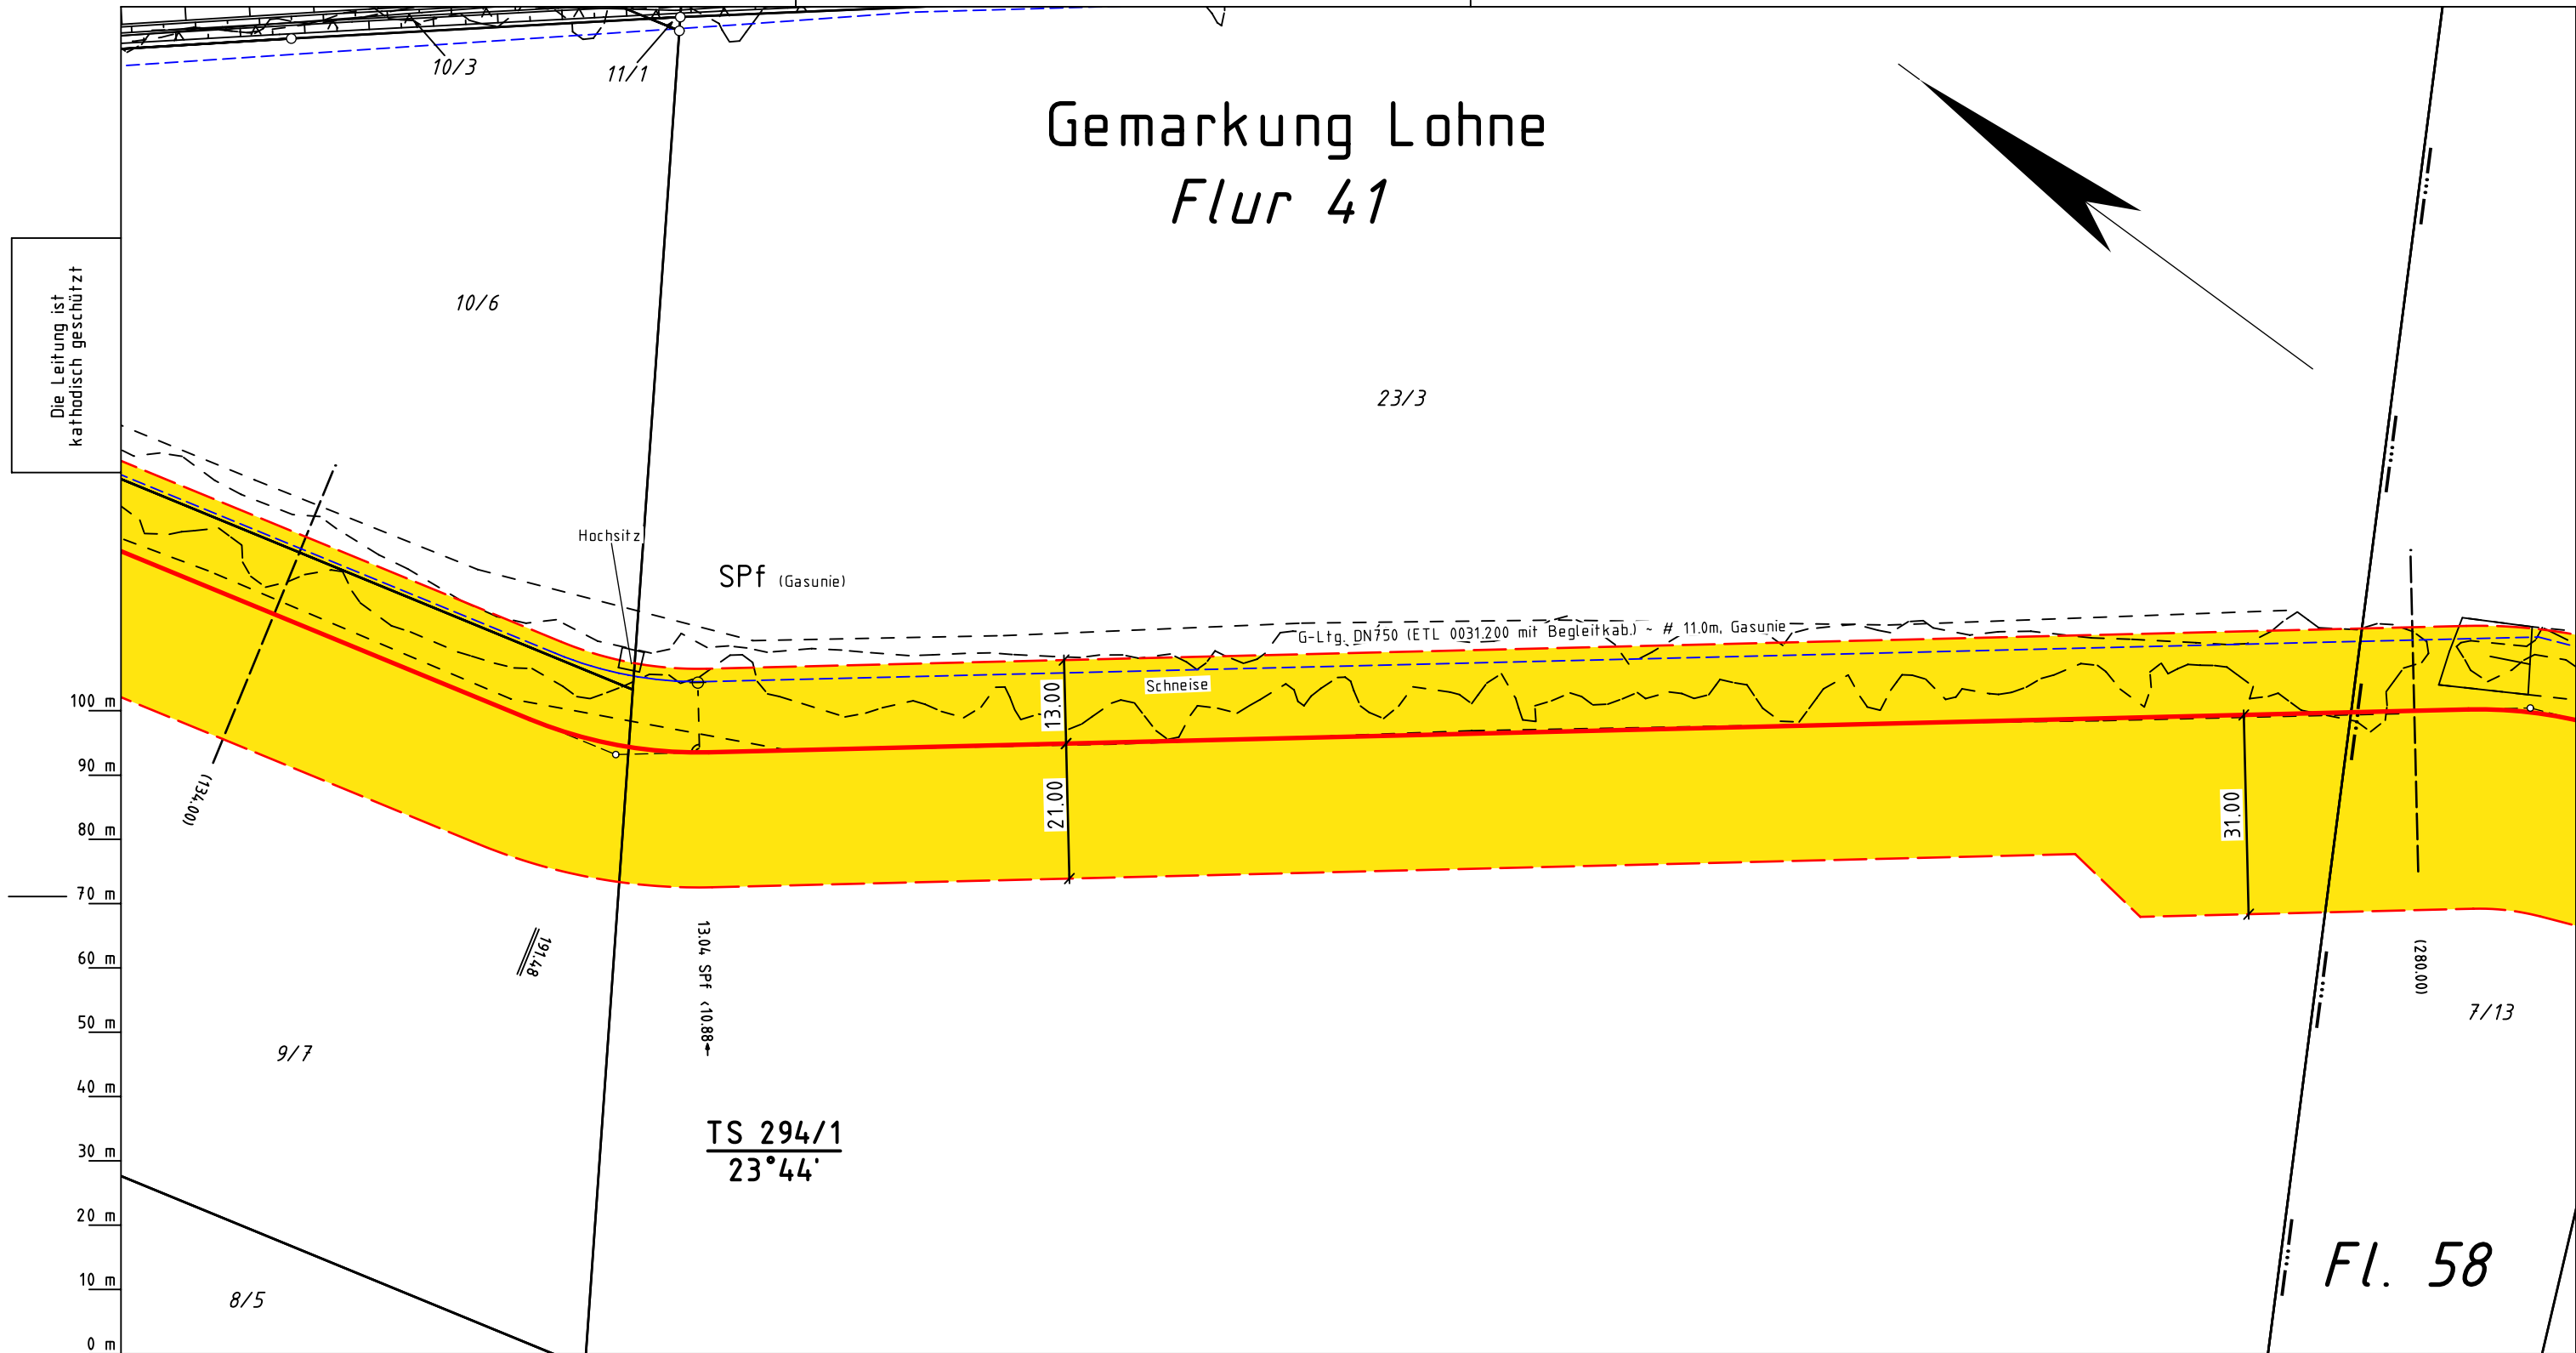 10/3
11/1
Gemarkung Lohne
Flur 41
Die Leitung ist
kathodisch geschützt
10/6
23/3
Hochsitz
SPf (Gasunie)
G-Ltg. DN750 (ETL 0031.200 mit Begleitkab.) ~ # 11.0m, Gasunie
Schneise
13.00
21.00
31.00
(134.00)
191.48
13.04 SPf <10.88
(280.00)
7/13
9/7
TS 294/1
23°44'
8/5
Fl. 58
100 m
90 m
80 m
70 m
60 m
50 m
40 m
30 m
20 m
10 m
0 m